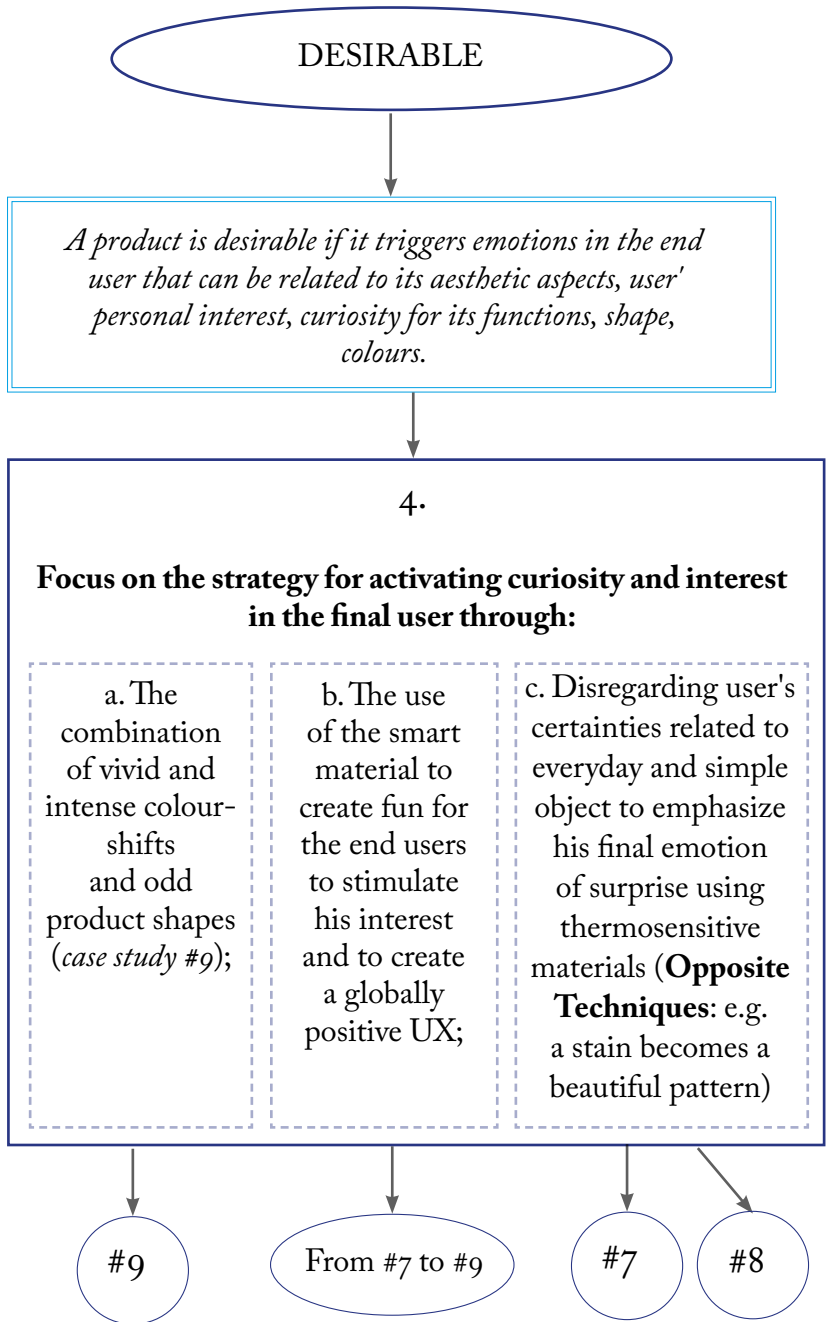 DESIRABLE
A product is desirable if it triggers emotions in the end
user that can be related to its aesthetic aspects, user'
personal interest, curiosity for its functions, shape,
colours.
4.
Focus on the strategy for activating curiosity and interest
in the final user through:
a. The
combination
of vivid and
intense colour-
shifts
and odd
product shapes
(case study #9);
b. The use
of the smart
material to
create fun for
the end users
to stimulate
his interest
and to create
a globally
positive UX;
c. Disregarding user's
certainties related to
everyday and simple
object to emphasize
his final emotion
of surprise using
thermosensitive
materials (Opposite
Techniques: e.g.
a stain becomes a
beautiful pattern)
#9
From #7 to #9
#7
#8